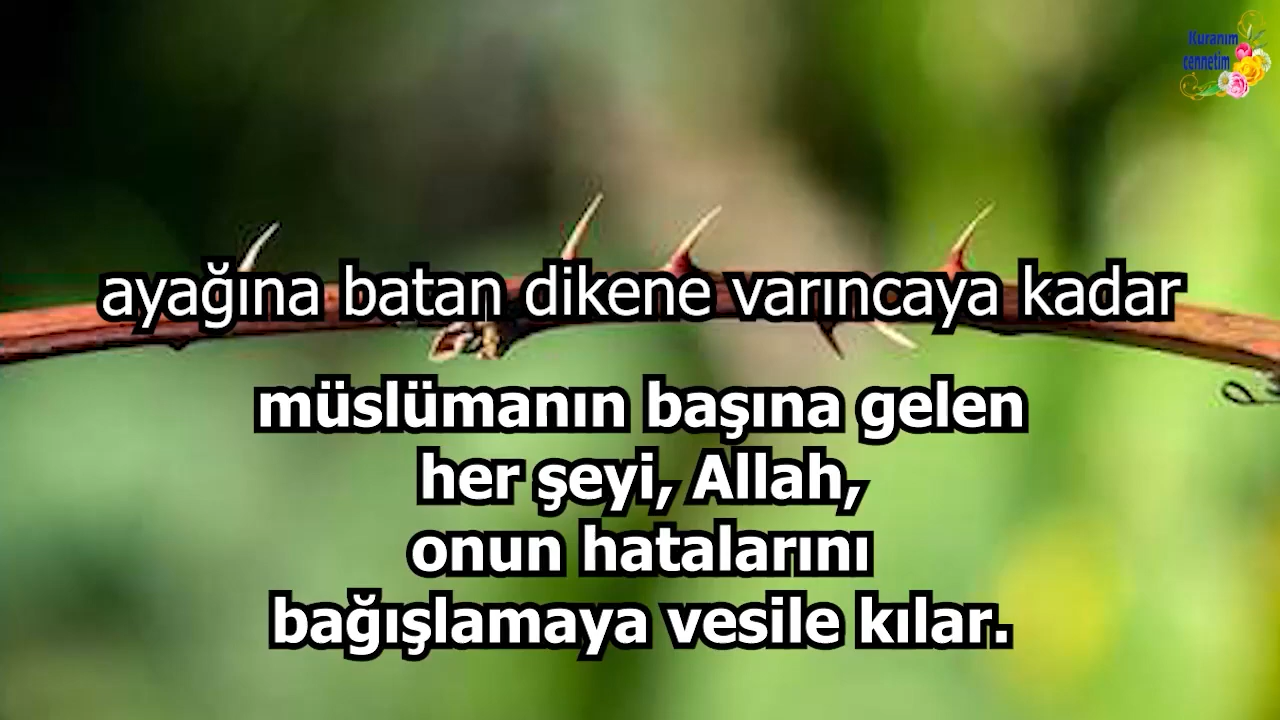 Kuranım
cennetim
ayağına batan dikene varıncaya kadar
müslümanın başına gelen
her şeyi, Allah,
onun hatalarını
bağışlamaya vesile kılar.